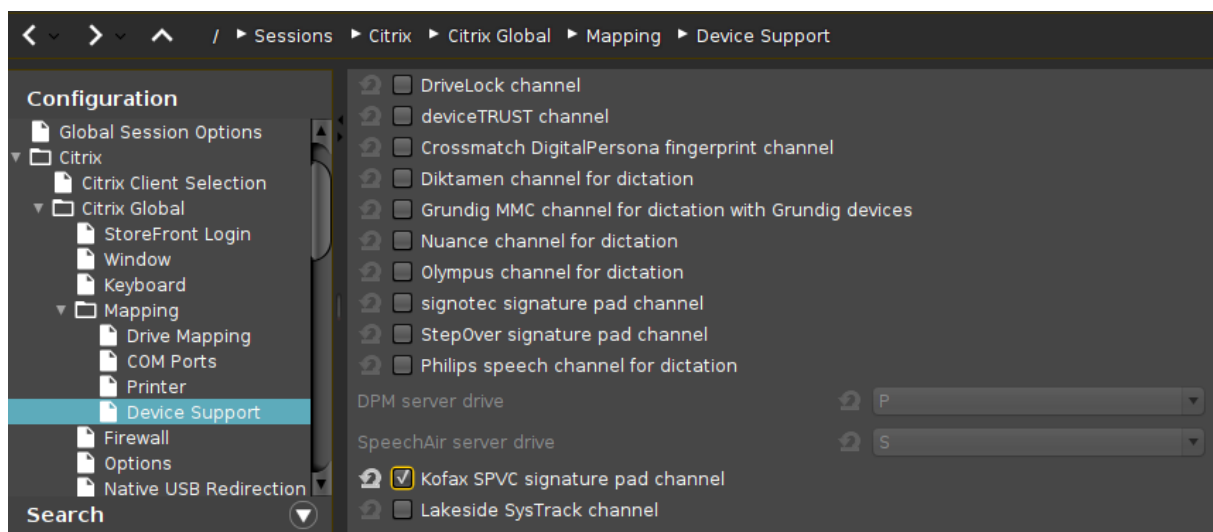 / ▸ Sessions ▸ Citrix ▸ Citrix Global ▸ Mapping ▸ Device Support
Configuration
Global Session Options
Citrix
Citrix Client Selection
Citrix Global
StoreFront Login
Window
Keyboard
Mapping
Drive Mapping
COM Ports
Printer
Device Support
Firewall
Options
Native USB Redirection
Search
DriveLock channel
deviceTRUST channel
Crossmatch DigitalPersona fingerprint channel
Diktamen channel for dictation
Grundig MMC channel for dictation with Grundig devices
Nuance channel for dictation
Olympus channel for dictation
signotec signature pad channel
StepOver signature pad channel
Philips speech channel for dictation
DPM server drive P
SpeechAir server drive S
Kofax SPVC signature pad channel
Lakeside SysTrack channel